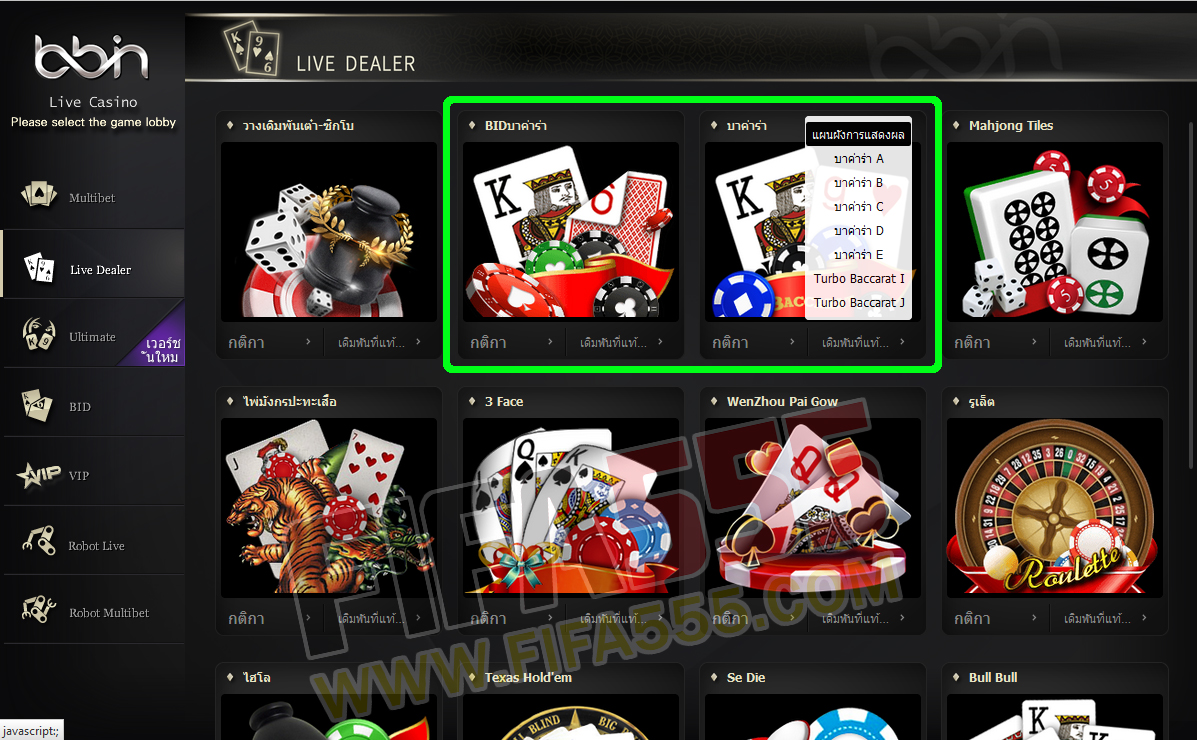 bbin
Live Casino
Please select the game lobby
Multibet
Live Dealer
Ultimate
เวอร์ช
ั่นใหม่
BID
VIP
VIP
Robot Live
Robot Multibet
K 9 6
LIVE DEALER
วางเดิมพันเต๋า-ซิกโบ
กติกา
เดิมพันที่แท้...
BIDบาคาร่า
K 6
กติกา
เดิมพันที่แท้...
บาคาร่า
K
แผนผังการแสดงผล
บาค่าร่า A
บาค่าร่า B
บาค่าร่า C
บาค่าร่า D
บาค่าร่า E
Turbo Baccarat I
Turbo Baccarat J
กติกา
เดิมพันที่แท้...
Mahjong Tiles
5
5
กติกา
เดิมพันที่แท้...
ไพ่มังกรปะทะเสือ
J
กติกา
เดิมพันที่แท้...
3 Face
Q K
กติกา
เดิมพันที่แท้...
WenZhou Pai Gow
กติกา
เดิมพันที่แท้...
รูเล็ต
Roulette
กติกา
เดิมพันที่แท้...
FIFA555
WWW.FIFA555.COM
ไฮโล
Texas Hold'em
BLIND BIG
Se Die
Bull Bull
K
javascript:;